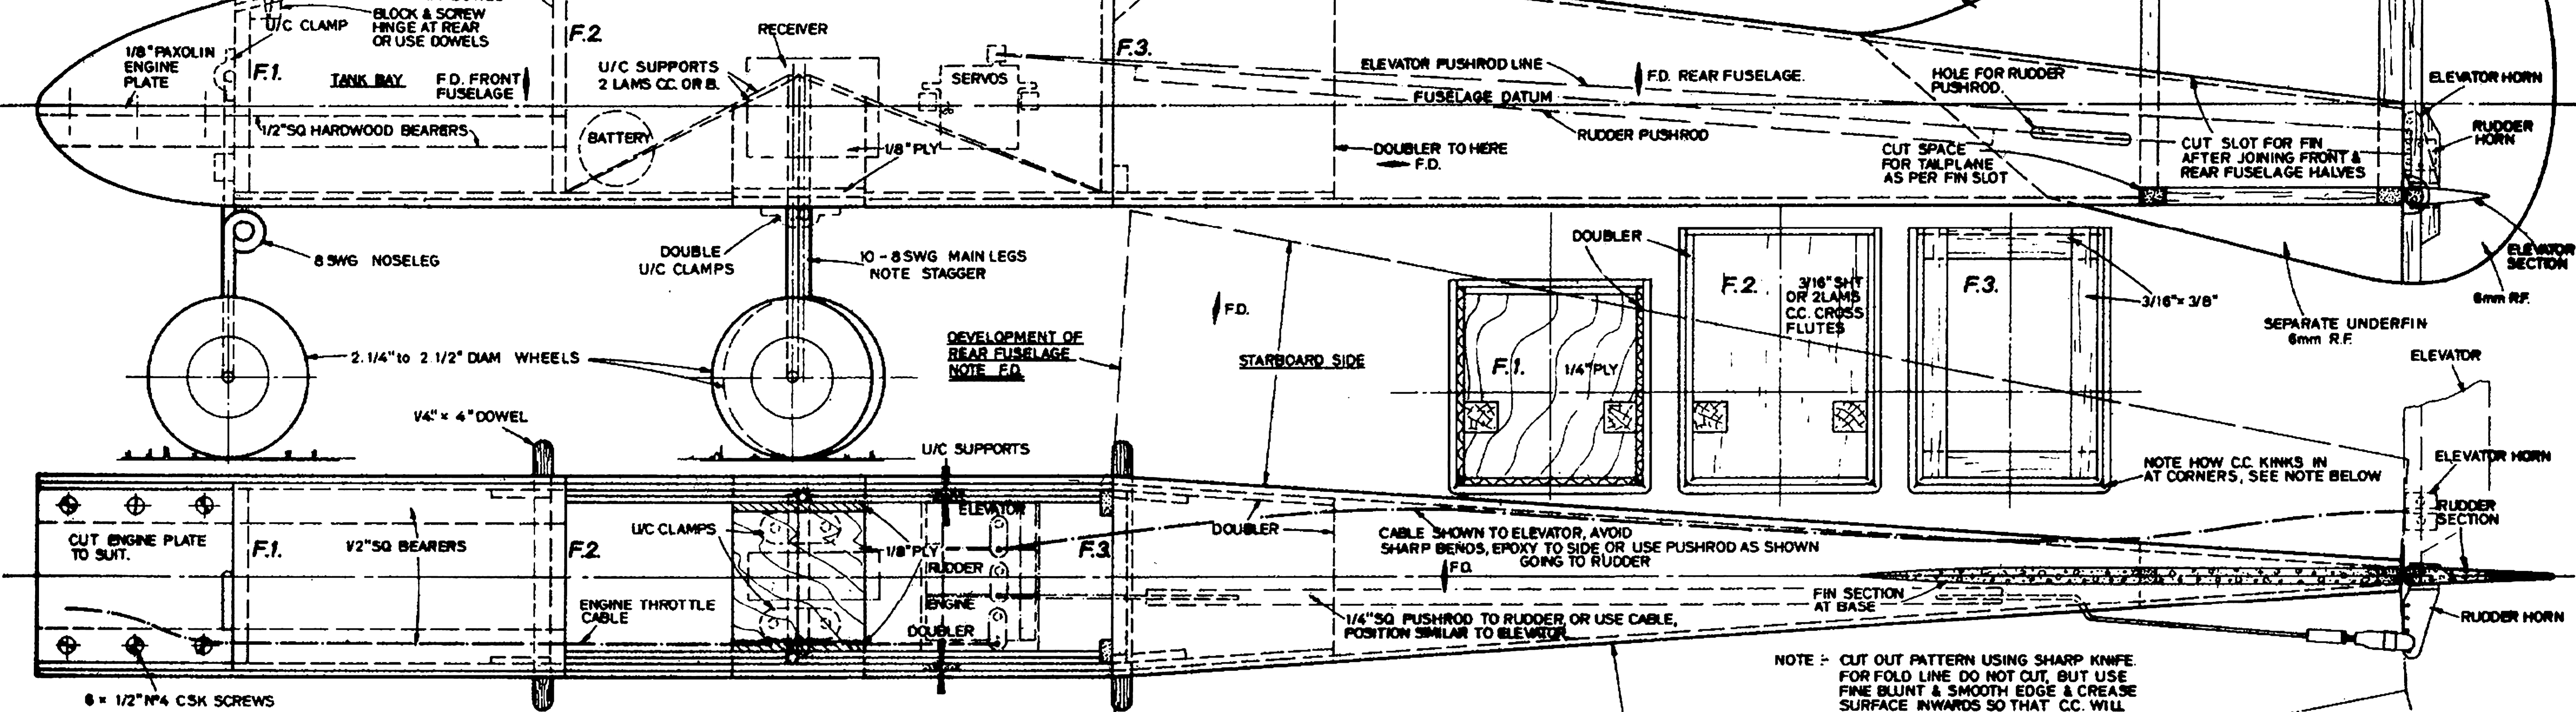 BLOCK & SCREW
HINGE AT REAR
OR USE DOWELS
U/C CLAMP
1/8" PAXOLIN
ENGINE
PLATE
F.1.
TANK BAY
F.D. FRONT
FUSELAGE
1/2" SQ HARDWOOD BEARERS
F.2.
RECEIVER
U/C SUPPORTS
2 LAMS C.C. OR B.
BATTERY
1/8" PLY
SERVOS
F.3.
ELEVATOR PUSHROD LINE
F.D. REAR FUSELAGE.
FUSELAGE DATUM
RUDDER PUSHROD
DOUBLER TO HERE
F.D.
HOLE FOR RUDDER
PUSHROD.
CUT SPACE
FOR TAILPLANE
AS PER FIN SLOT
CUT SLOT FOR FIN
AFTER JOINING FRONT &
REAR FUSELAGE HALVES
ELEVATOR HORN
RUDDER
HORN
ELEVATOR
SECTION
6mm R.F.
SEPARATE UNDERFIN
6mm R.F.
8 SWG NOSELEG
DOUBLE
U/C CLAMPS
10 - 8 SWG MAIN LEGS
NOTE STAGGER
2.1/4" to 2 1/2" DIAM WHEELS
DEVELOPMENT OF
REAR FUSELAGE
NOTE F.D.
F.D.
STARBOARD SIDE
DOUBLER
F.1.
1/4" PLY
F.2.
3/16" SHT
OR 2 LAMS
C.C. CROSS
FLUTES
F.3.
3/16" x 3/8"
NOTE HOW C.C. KINKS IN
AT CORNERS, SEE NOTE BELOW
ELEVATOR
ELEVATOR HORN
RUDDER
SECTION
1/4" x 4" DOWEL
U/C SUPPORTS
CUT ENGINE PLATE
TO SUIT.
F.1.
1/2" SQ BEARERS
F.2.
U/C CLAMPS
1/8" PLY
ELEVATOR
RUDDER
ENGINE
DOUBLER
F.3.
ENGINE THROTTLE
CABLE
DOUBLER
CABLE SHOWN TO ELEVATOR, AVOID
SHARP BENDS, EPOXY TO SIDE OR USE PUSHROD AS SHOWN
GOING TO RUDDER
F.D.
FIN SECTION
AT BASE
1/4" SQ PUSHROD TO RUDDER, OR USE CABLE,
POSITION SIMILAR TO ELEVATOR
RUDDER HORN
6 x 1/2" Nº4 CSK SCREWS
NOTE :- CUT OUT PATTERN USING SHARP KNIFE.
FOR FOLD LINE DO NOT CUT, BUT USE
FINE BLUNT & SMOOTH EDGE & CREASE
SURFACE INWARDS SO THAT C.C. WILL